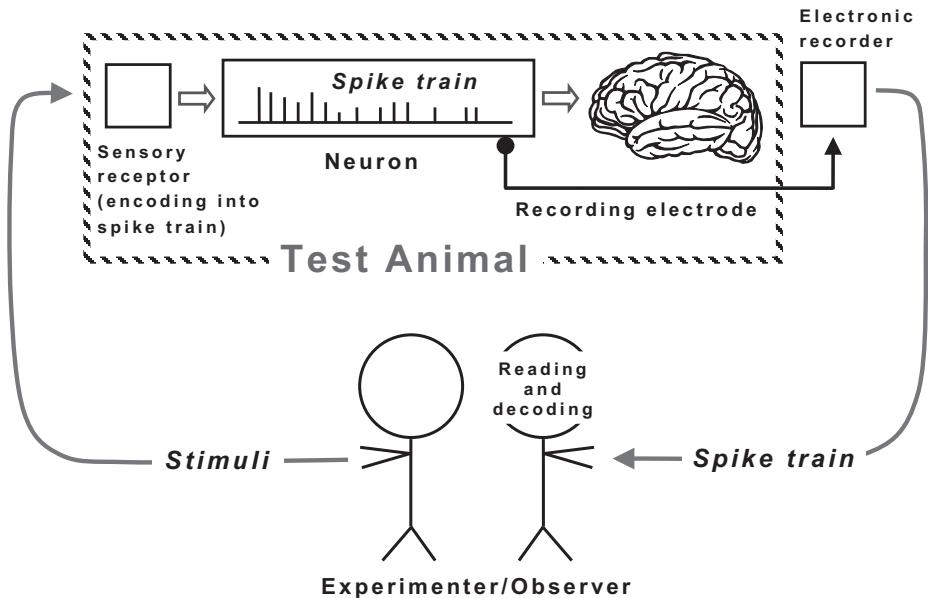 Electronic
recorder
Spike train
Sensory
receptor
(encoding into
spike train)
Neuron
Recording electrode
Test Animal
Reading
and
decoding
Stimuli
Spike train
Experimenter/Observer